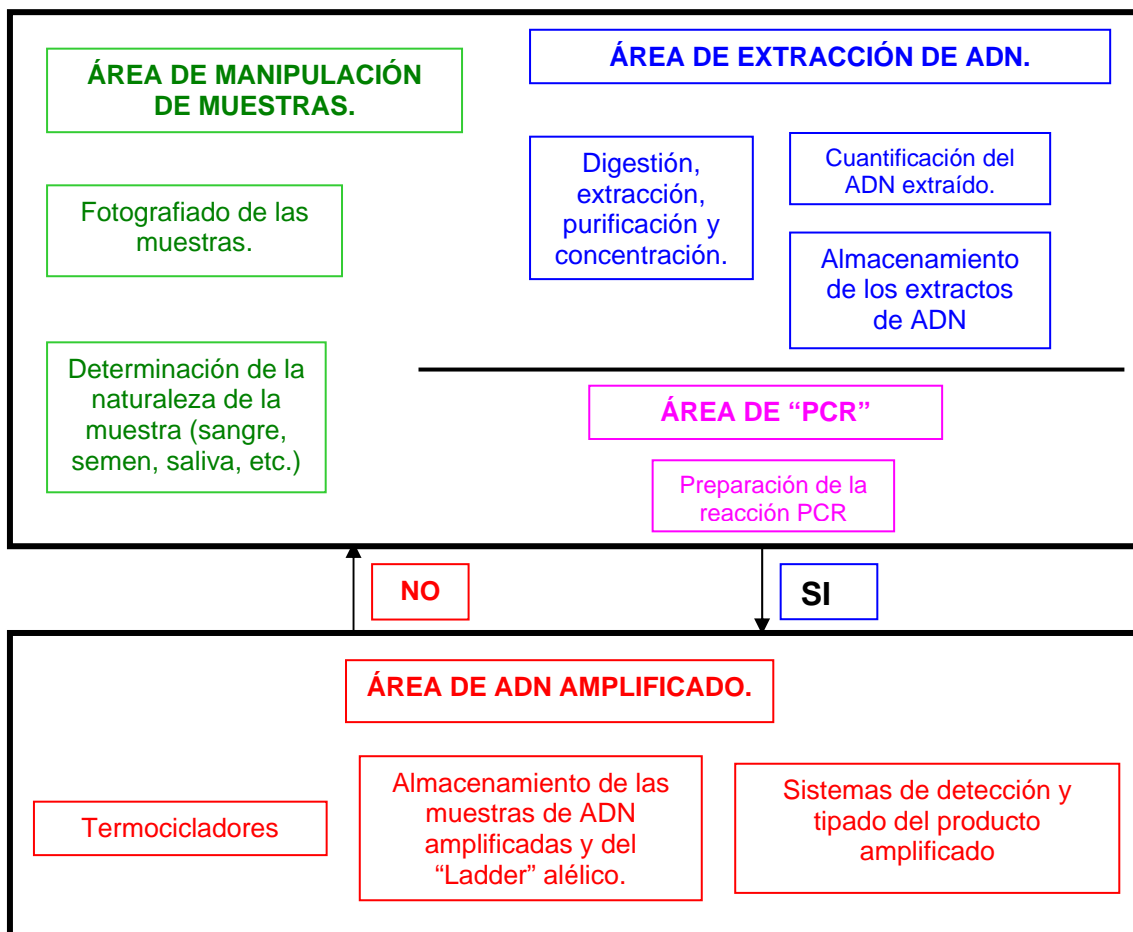 ÁREA DE MANIPULACIÓN
DE MUESTRAS.
Fotografiado de las
muestras.
Determinación de la
naturaleza de la
muestra (sangre,
semen, saliva, etc.)
ÁREA DE EXTRACCIÓN DE ADN.
Digestión,
extracción,
purificación y
concentración.
Cuantificación del
ADN extraído.
Almacenamiento
de los extractos
de ADN
ÁREA DE “PCR”
Preparación de la
reacción PCR
NO
SI
ÁREA DE ADN AMPLIFICADO.
Termocicladores
Almacenamiento de las
muestras de ADN
amplificadas y del
“Ladder” alélico.
Sistemas de detección y
tipado del producto
amplificado